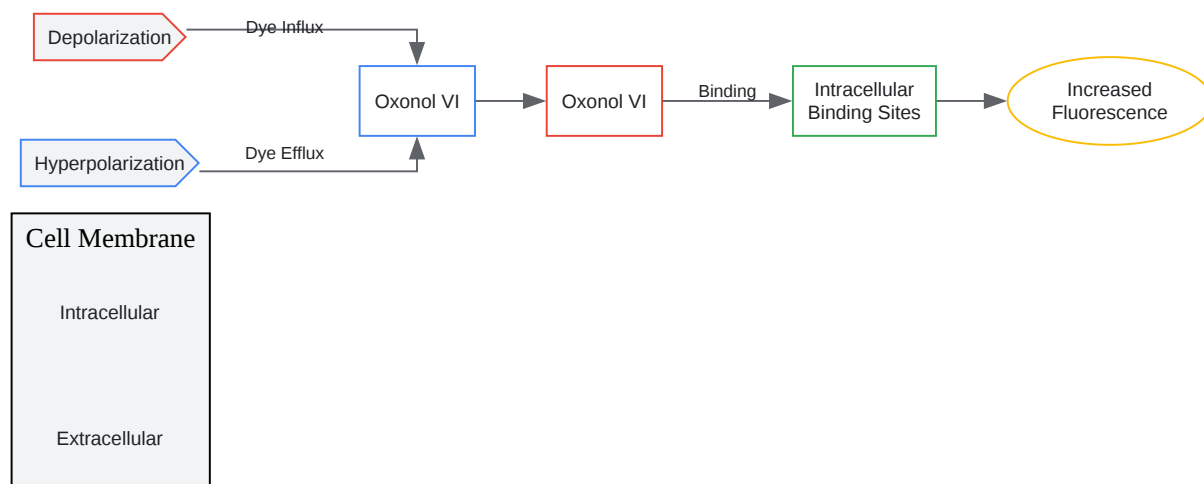 Depolarization
Dye Influx
Hyperpolarization
Dye Efflux
Oxonol VI
Oxonol VI
Binding
Intracellular
Binding Sites
Increased
Fluorescence
Cell Membrane
Intracellular
Extracellular